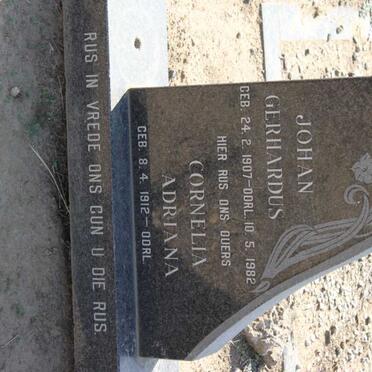 HIER RUS ONS OUERS
JOHAN
GERHARDUS
GEB. 24. 2. 1907-OORL. 10. 5. 1982
CORNELIA
ADRIANA
GEB. 8. 4. 1912-OORL.
RUS IN VREDE ONS GUN U DIE RUS.